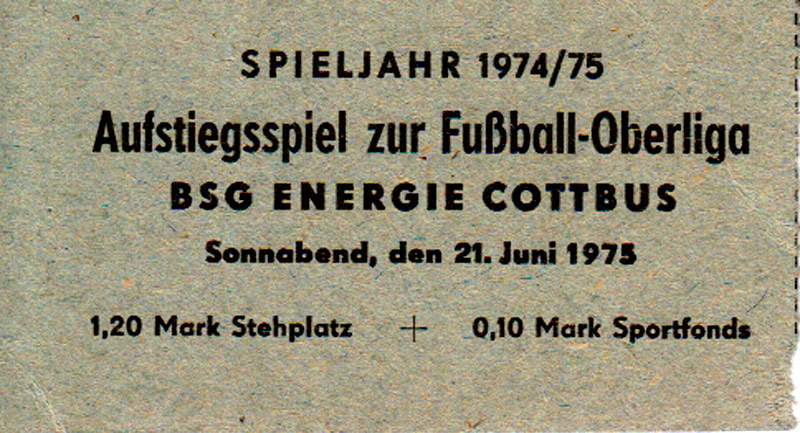 SPIELJAHR 1974/75
Aufstiegsspiel zur Fußball-Oberliga
BSG ENERGIE COTTBUS
Sonnabend, den 21. Juni 1975
1,20 Mark Stehplatz + 0,10 Mark Sportfonds